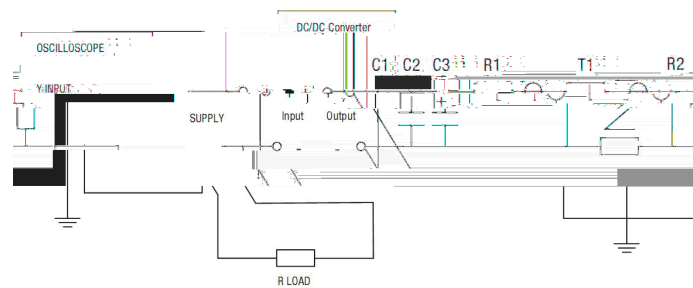 DC/DC Converter
OSCILLOSCOPE
C1 C2 C3 R1 T1 R2
Y INPUT
SUPPLY Input Output
R LOAD